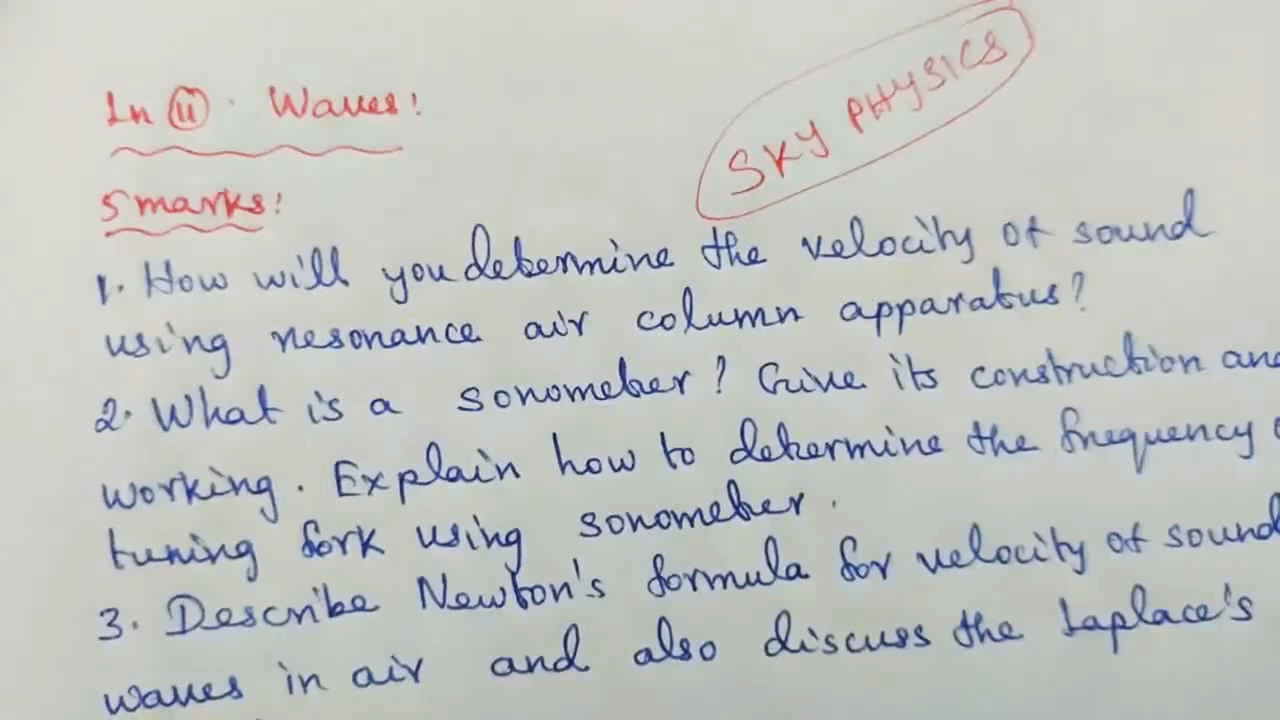 Ln 11. Waves:
SKY PHYSICS
5 marks:
1. How will you determine the velocity of sound
using resonance air column apparatus?
2. What is a sonometer? Give its construction and
working. Explain how to determine the frequency
tuning fork using sonometer.
3. Describe Newton's formula for velocity of sound
waves in air and also discuss the Laplace's